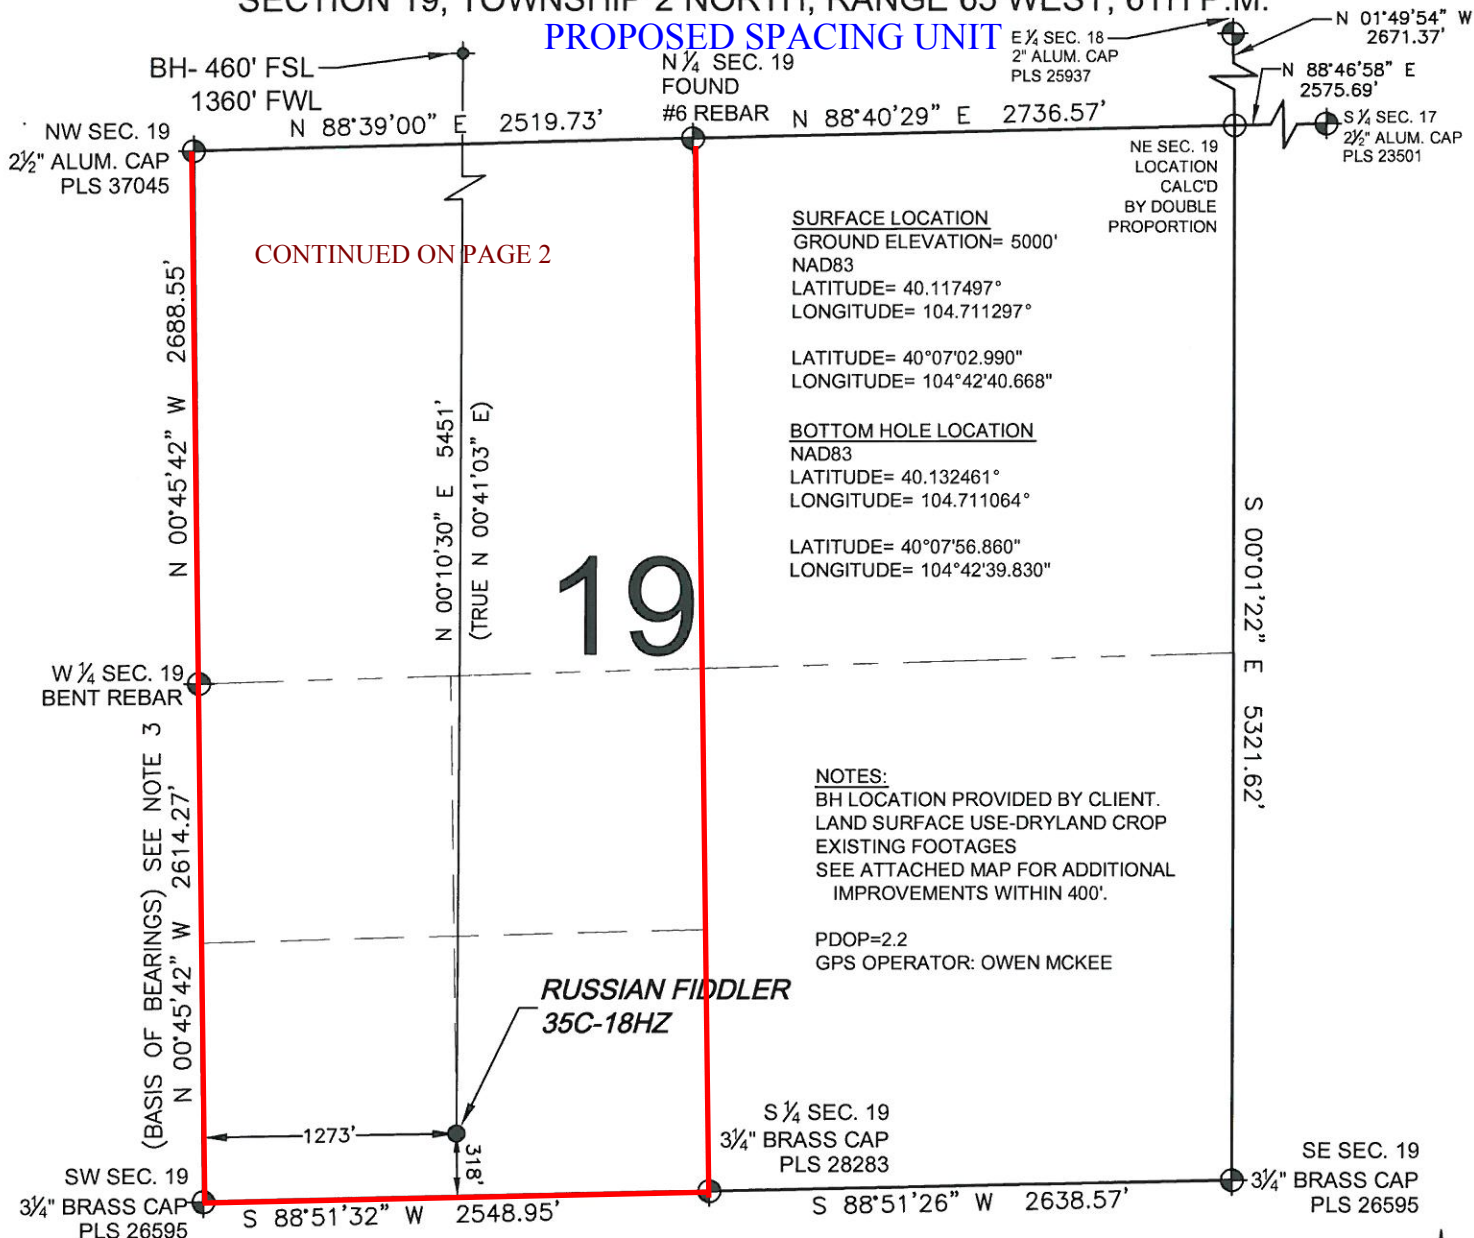 SECTION 19, TOWNSHIP 2 NORTH, RANGE 65 WEST, 6TH P.M.
PROPOSED SPACING UNIT
BH- 460' FSL
1360' FWL
N ¼ SEC. 19
FOUND
#6 REBAR
E ¼ SEC. 18
2" ALUM. CAP
PLS 25937
N 01°49'54" W
2671.37'
N 88°46'58" E
2575.69'
S ¼ SEC. 17
2½" ALUM. CAP
PLS 23501
NW SEC. 19
2½" ALUM. CAP
PLS 37045
N 88°39'00" E 2519.73'
N 88°40'29" E 2736.57'
NE SEC. 19
LOCATION
CALC'D
BY DOUBLE
PROPORTION
CONTINUED ON PAGE 2
SURFACE LOCATION
GROUND ELEVATION= 5000'
NAD83
LATITUDE= 40.117497°
LONGITUDE= 104.711297°
LATITUDE= 40°07'02.990"
LONGITUDE= 104°42'40.668"
BOTTOM HOLE LOCATION
NAD83
LATITUDE= 40.132461°
LONGITUDE= 104.711064°
LATITUDE= 40°07'56.860"
LONGITUDE= 104°42'39.830"
N 00°45'42" W 2688.55'
N 00°10'30" E 5451'
(TRUE N 00°41'03" E)
19
S 00°01'22" E 5321.62'
W ¼ SEC. 19
BENT REBAR
(BASIS OF BEARINGS) SEE NOTE 3
N 00°45'42" W 2614.27'
NOTES:
BH LOCATION PROVIDED BY CLIENT.
LAND SURFACE USE-DRYLAND CROP
EXISTING FOOTAGES
SEE ATTACHED MAP FOR ADDITIONAL
IMPROVEMENTS WITHIN 400'.
PDOP=2.2
GPS OPERATOR: OWEN MCKEE
RUSSIAN FIDDLER
35C-18HZ
1273'
318'
SW SEC. 19
3¼" BRASS CAP
PLS 26595
S 88°51'32" W 2548.95'
S ¼ SEC. 19
3¼" BRASS CAP
PLS 28283
S 88°51'26" W 2638.57'
SE SEC. 19
3¼" BRASS CAP
PLS 26595